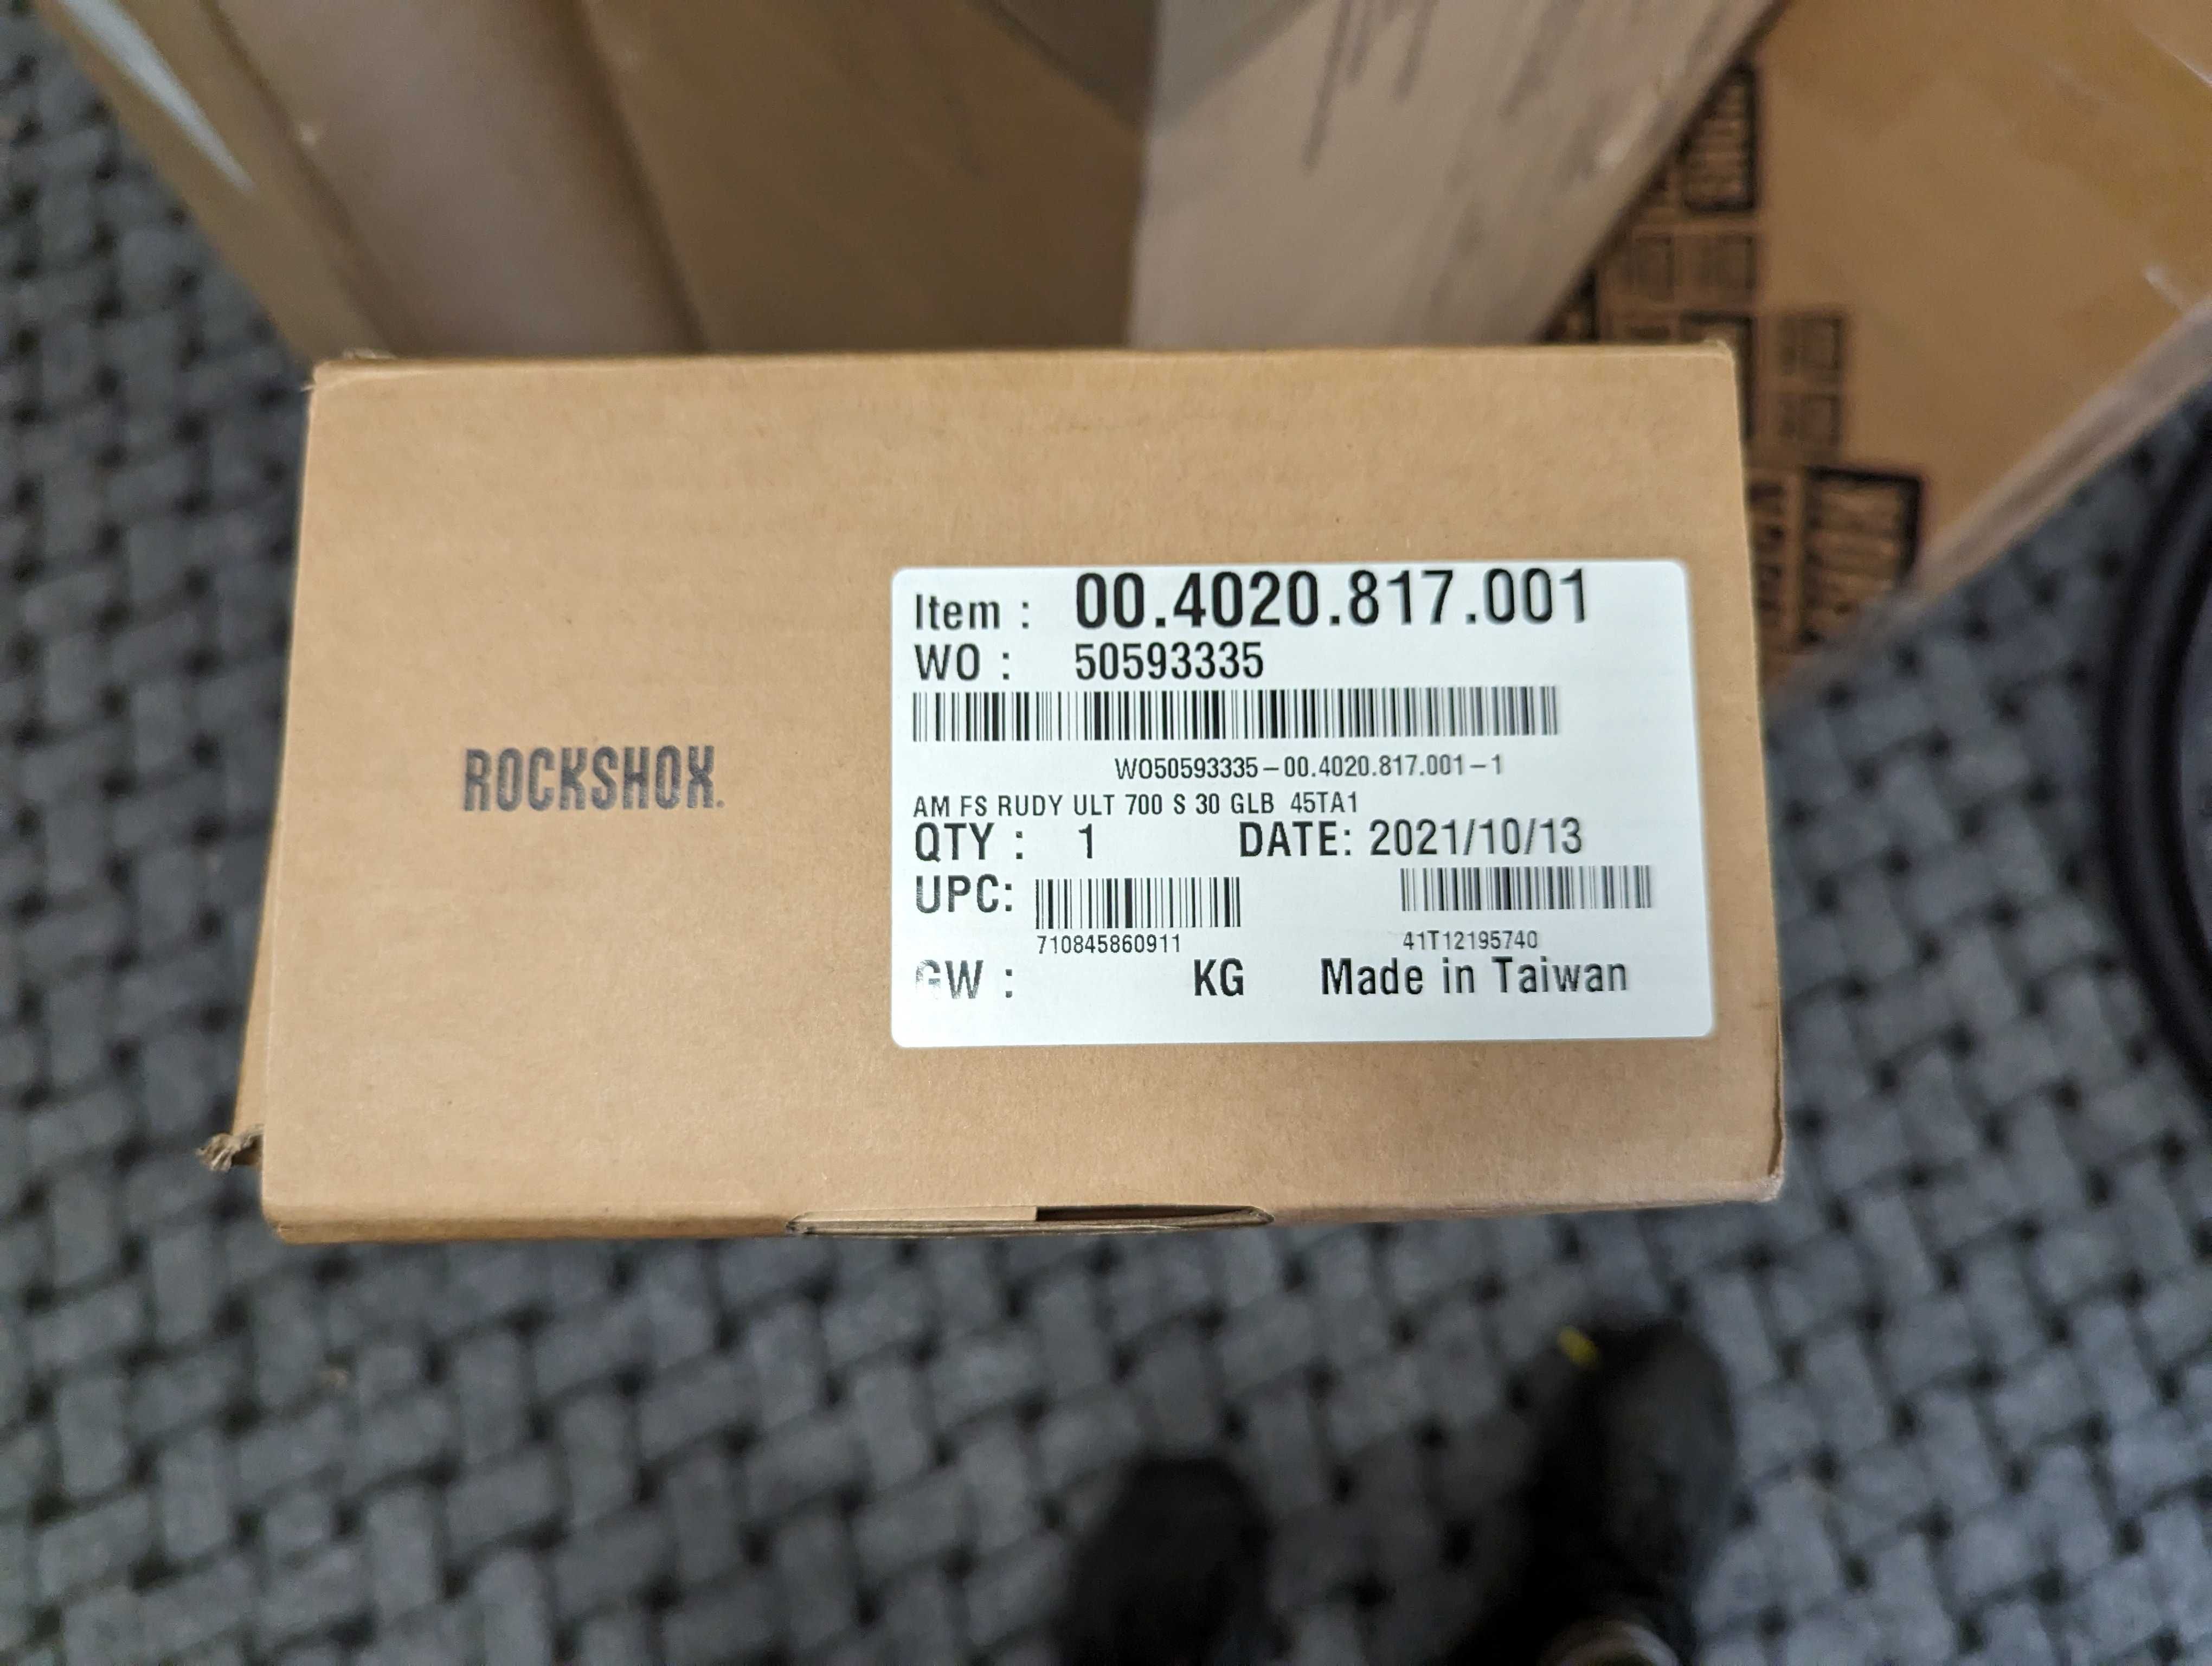 ROCKSHOX.
Item : 00.4020.817.001
WO : 50593335
WO50593335-00.4020.817.001-1
AM FS RUDY ULT 700 S 30 GLB 45TA1
QTY : 1 DATE: 2021/10/13
UPC:
710845860911 41T12195740
GW : KG Made in Taiwan